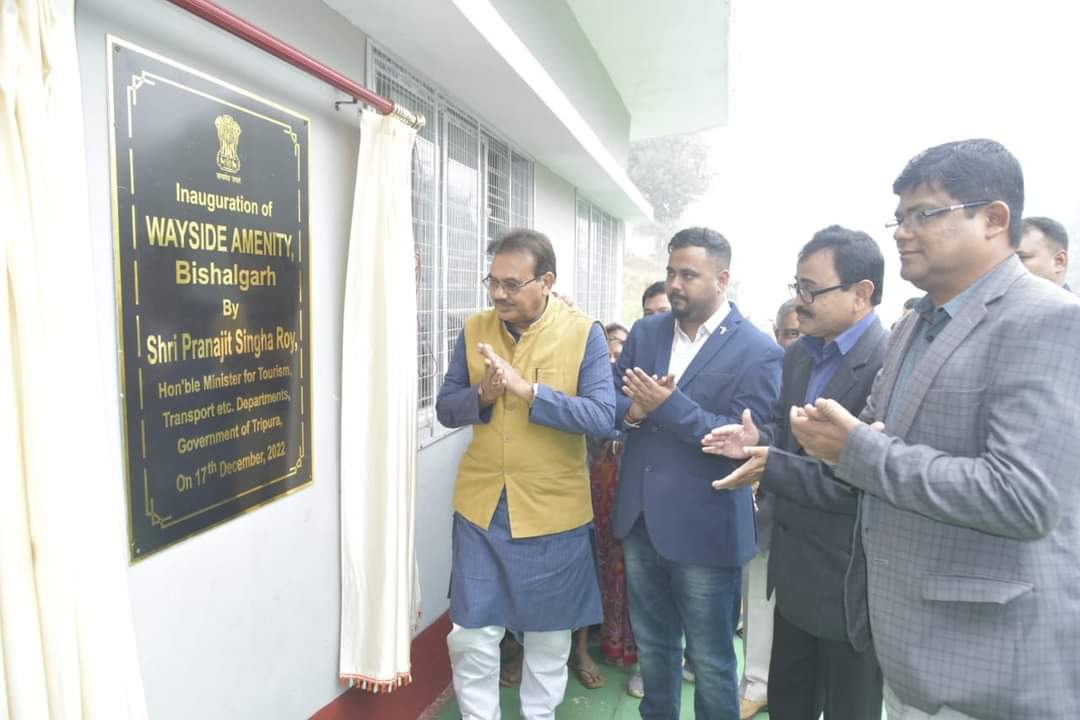 Inauguration of
WAYSIDE AMENITY,
Bishalgarh
By
Shri Pranajit Singha Roy,
Hon'ble Minister for Tourism,
Transport etc. Departments,
Government of Tripura,
On 17th December, 2022